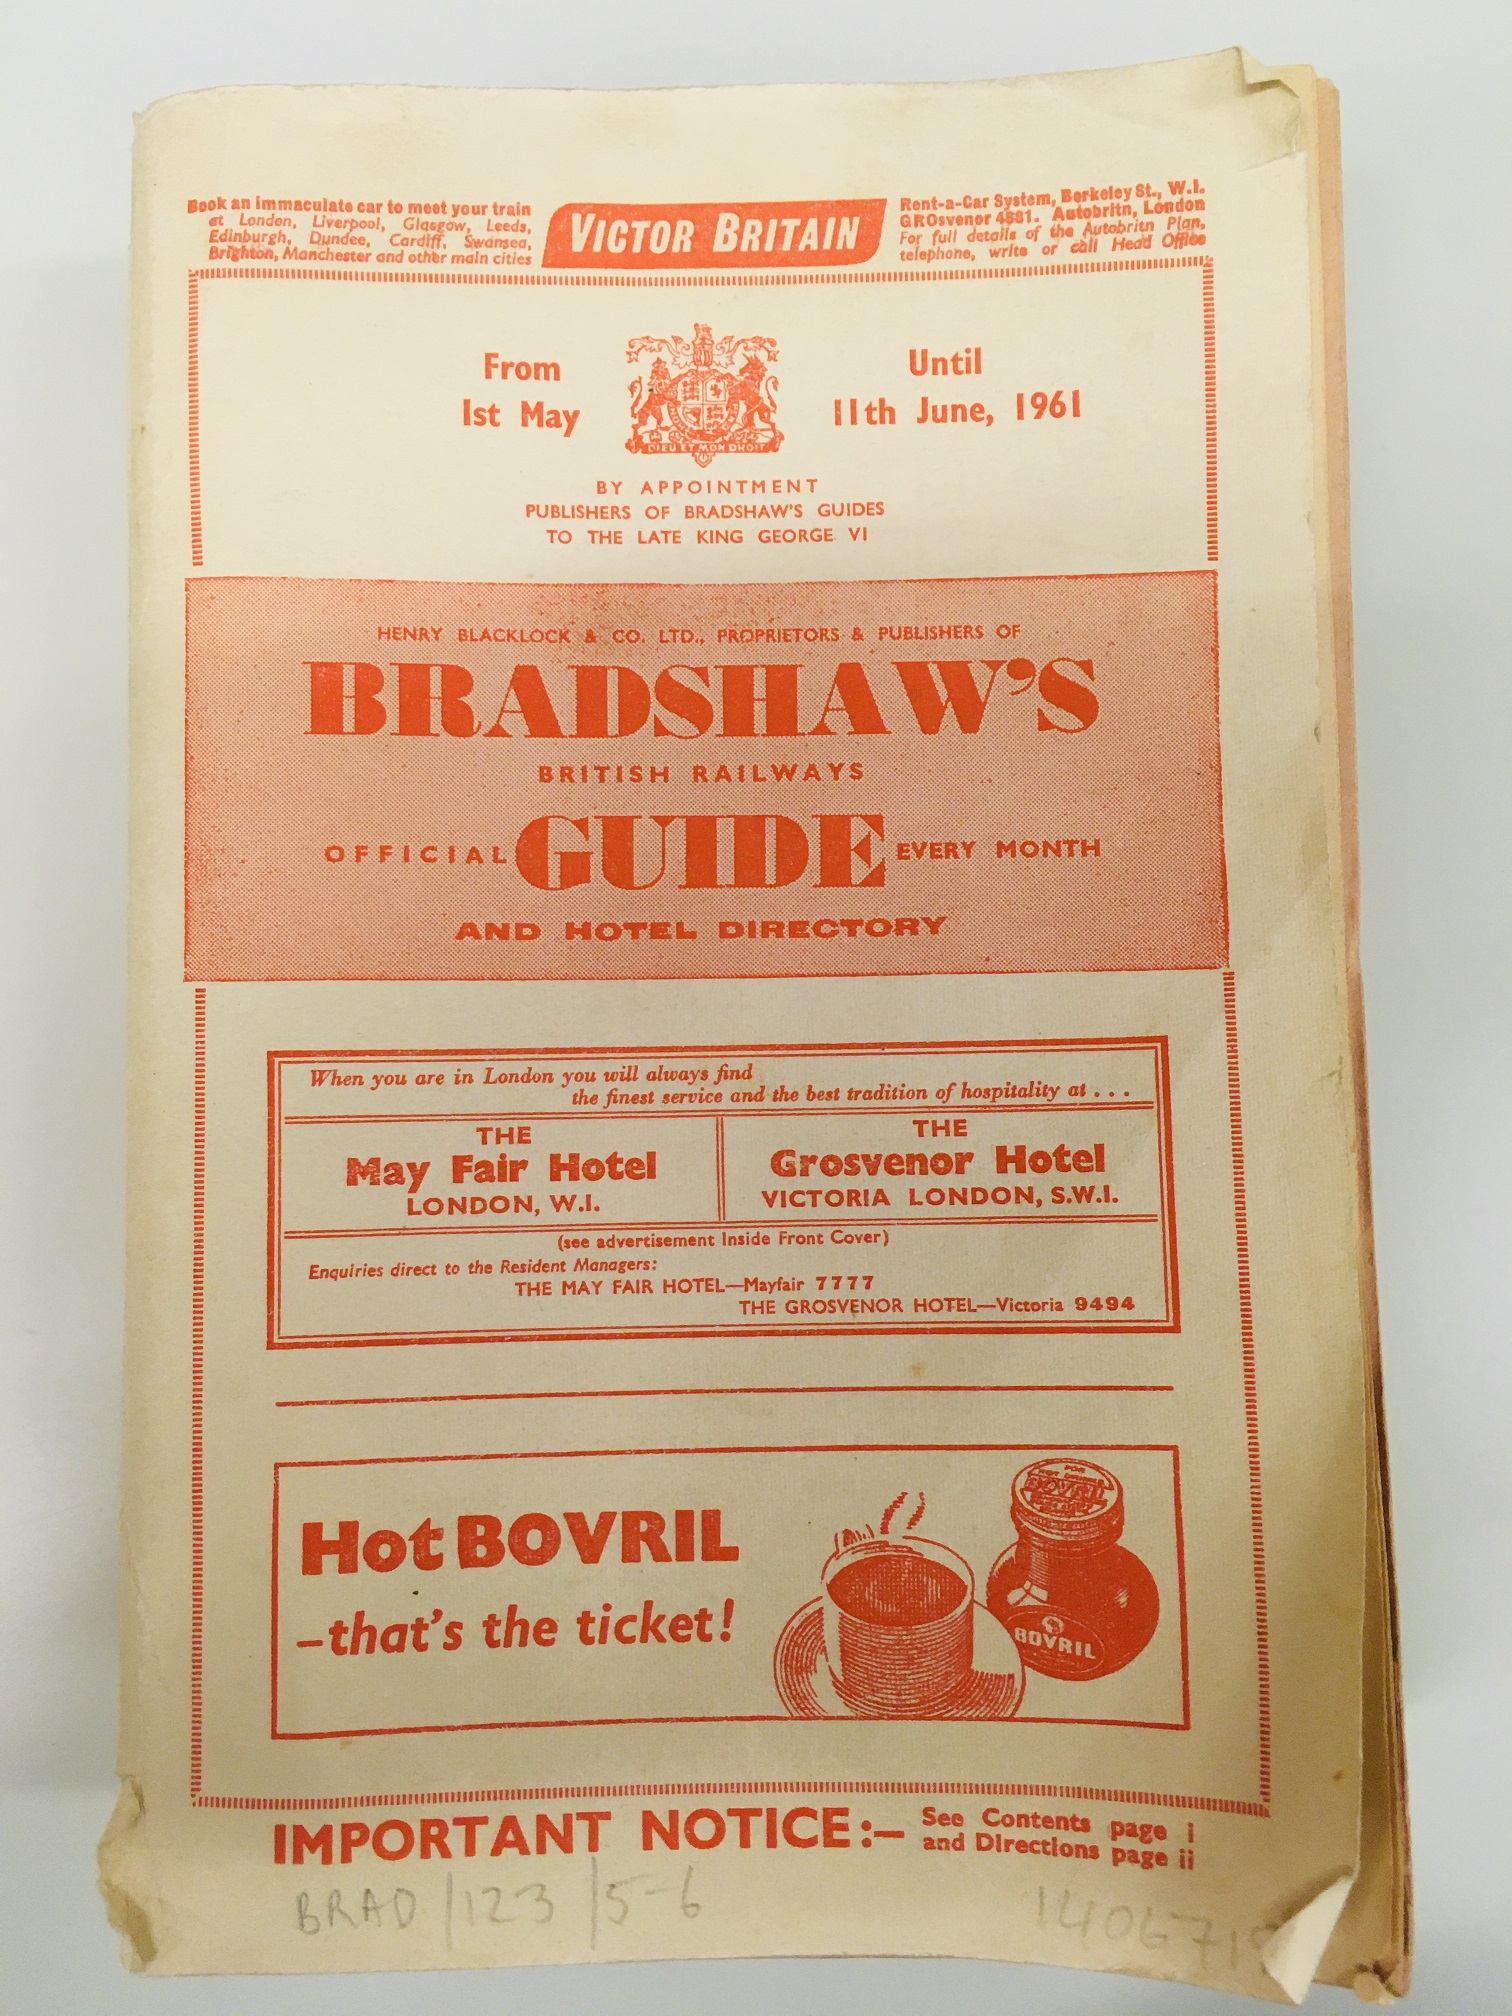 Book an immaculate car to meet your train
at London, Liverpool, Glasgow, Leeds,
Edinburgh, Dundee, Cardiff, Swansea,
Brighton, Manchester and other main cities
VICTOR BRITAIN
Rent-a-Car System, Berkeley St., W.I.
GROsvenor 4881. Autobritn, London
For full details of the Autobritn Plan,
telephone, write or call Head Office
From
1st May
DIEU ET MON DROIT
Until
11th June, 1961
BY APPOINTMENT
PUBLISHERS OF BRADSHAW'S GUIDES
TO THE LATE KING GEORGE VI
HENRY BLACKLOCK & CO. LTD., PROPRIETORS & PUBLISHERS OF
BRADSHAW'S
BRITISH RAILWAYS
OFFICIAL GUIDE EVERY MONTH
AND HOTEL DIRECTORY
When you are in London you will always find
the finest service and the best tradition of hospitality at . . .
THE
May Fair Hotel
LONDON, W.I.
THE
Grosvenor Hotel
VICTORIA LONDON, S.W.I.
(see advertisement Inside Front Cover)
Enquiries direct to the Resident Managers:
THE MAY FAIR HOTEL—Mayfair 7777
THE GROSVENOR HOTEL—Victoria 9494
Hot BOVRIL
–that's the ticket!
BOVRIL
BOVRIL
IMPORTANT NOTICE:–
See Contents page i
and Directions page ii
BRAD/123/5-6